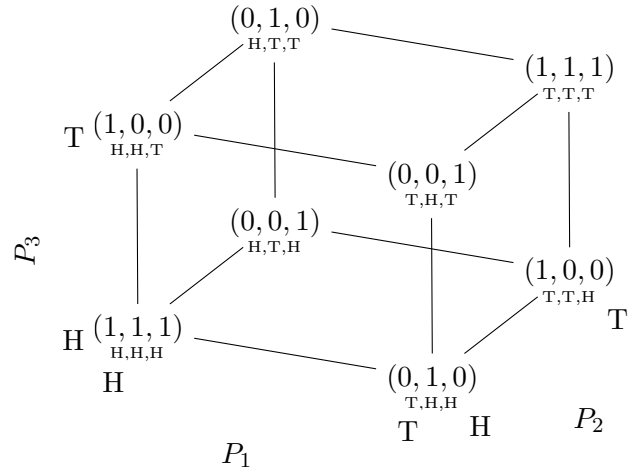 (0, 1, 0)
H,T,T
(1, 1, 1)
T,T,T
T (1, 0, 0)
H,H,T
(0, 0, 1)
T,H,T
(0, 0, 1)
H,T,H
P3
(1, 0, 0)
T,T,H
T
H (1, 1, 1)
H,H,H
H
(0, 1, 0)
T,H,H
T H
P2
P1